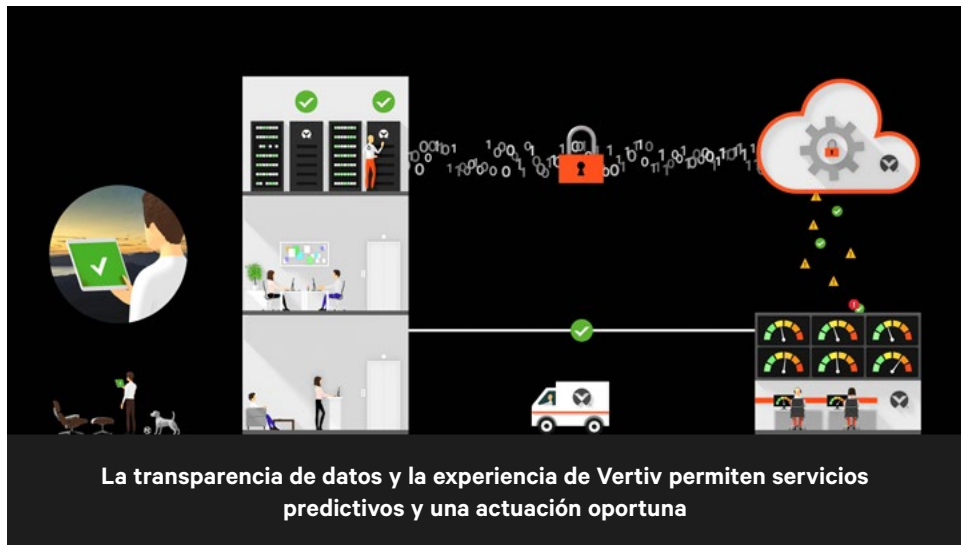 La transparencia de datos y la experiencia de Vertiv permiten servicios
predictivos y una actuación oportuna